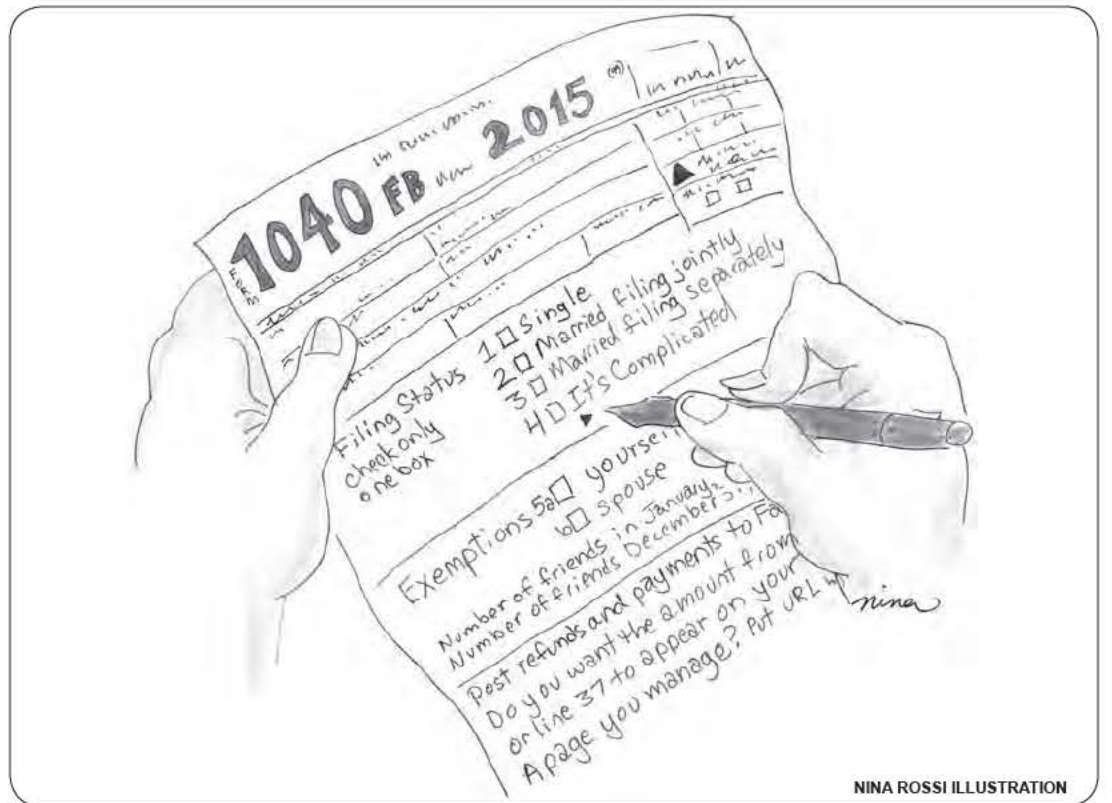 FORM
1040 FB 2015
Filing Status
check only
one box
1 Single
2 Married filing jointly
3 Married filing separately
4 It's Complicated
Exemptions 5a yourself,
b spouse
Number of friends in January
Number of friends December
Post refunds and payments to
Do you want the amount from
or line 37 to appear on your
A page you manage? Put URL
nina
NINA ROSSI ILLUSTRATION